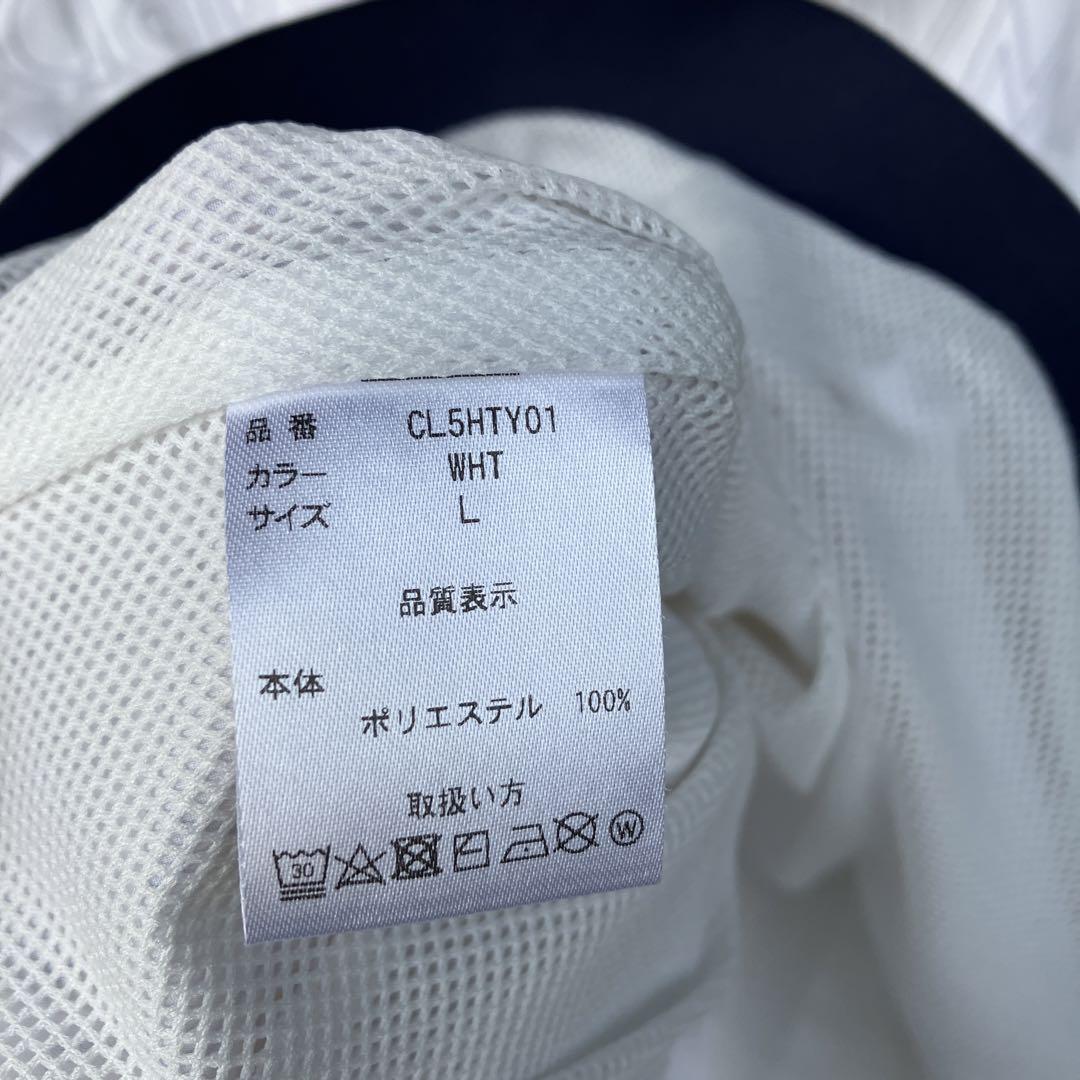 品番 CL5HTY01
カラー WHT
サイズ L
品質表示
本体
ポリエステル 100%
取扱い方
30 W